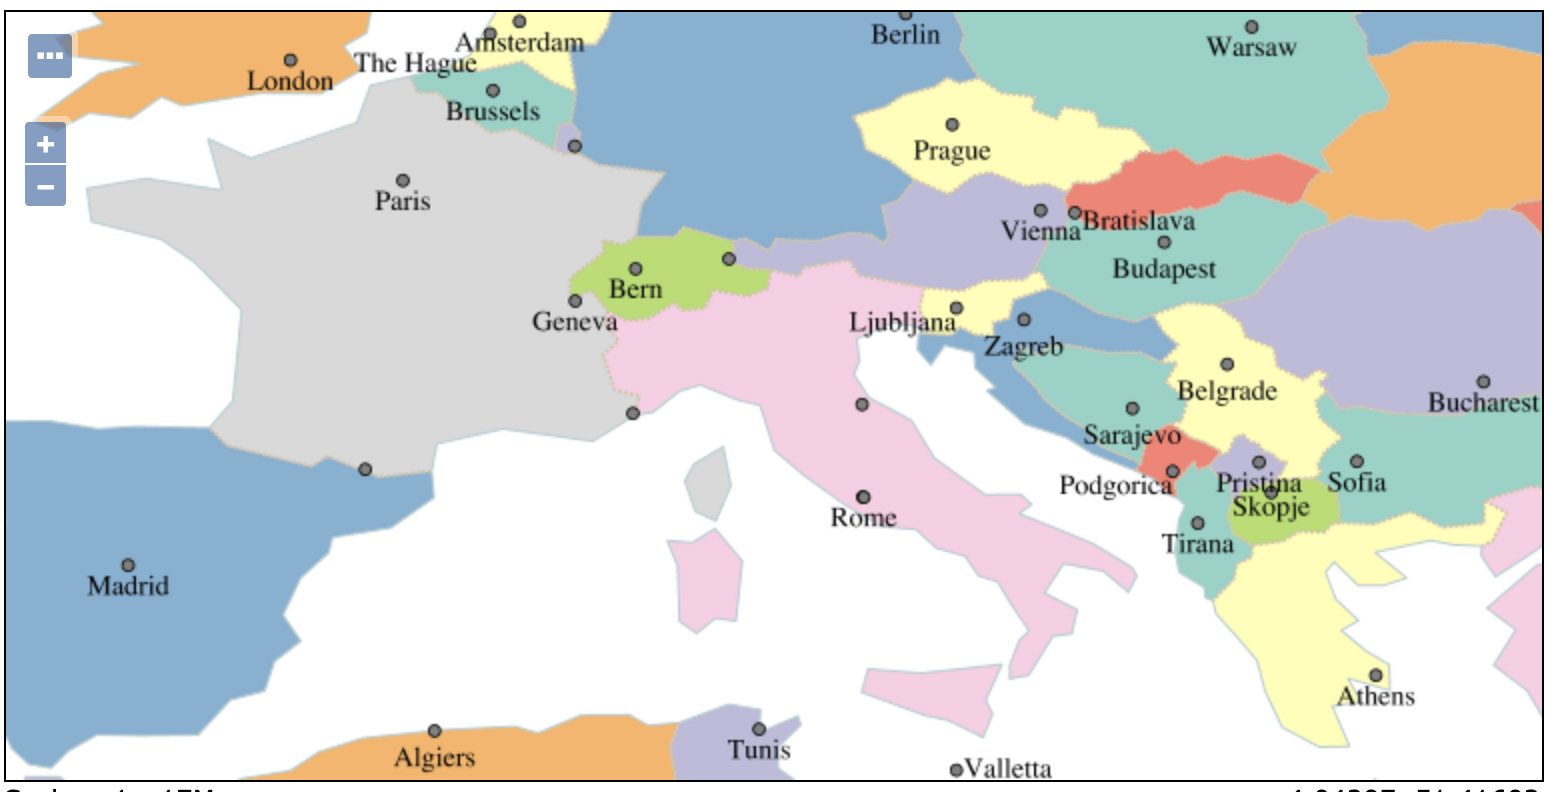 Berlin
Warsaw
Amsterdam
The Hague
London
Brussels
Prague
Paris
Vienna
Bratislava
Budapest
Bern
Geneva
Ljubljana
Zagreb
Belgrade
Bucharest
Sarajevo
Podgorica
Pristina
Sofia
Skopje
Rome
Tirana
Madrid
Athens
Algiers
Tunis
Valletta